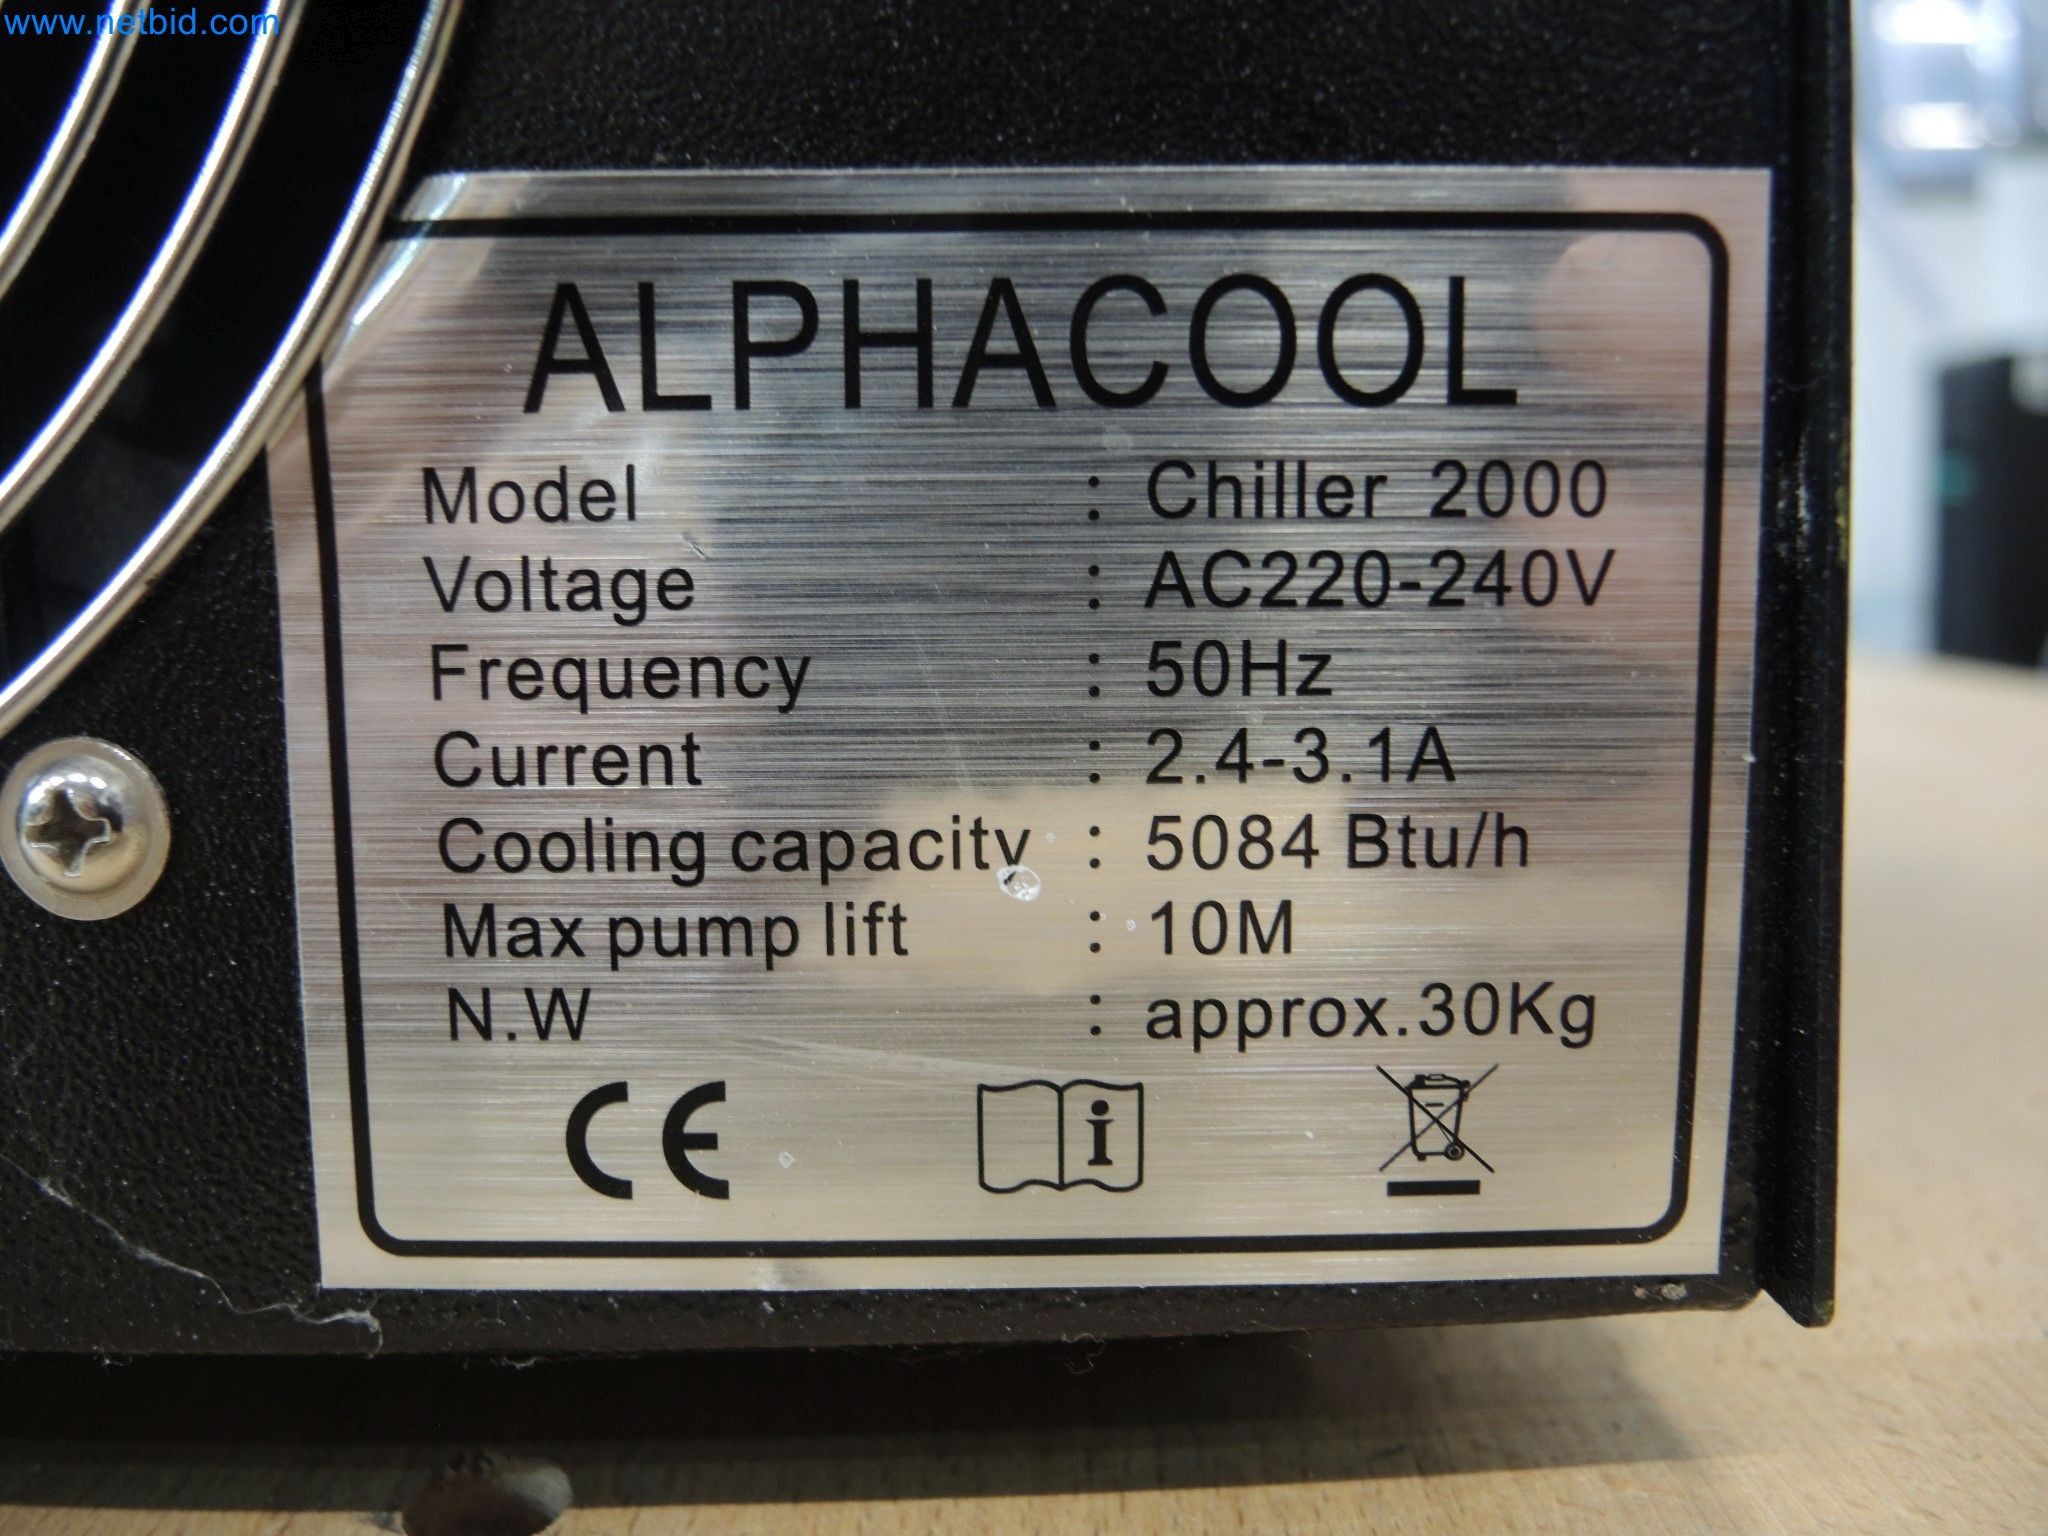 www.netbid.com
ALPHACOOL
Model : Chiller 2000
Voltage : AC220-240V
Frequency : 50Hz
Current : 2.4-3.1A
Cooling capacity : 5084 Btu/h
Max pump lift : 10M
N.W : approx.30Kg
CE i